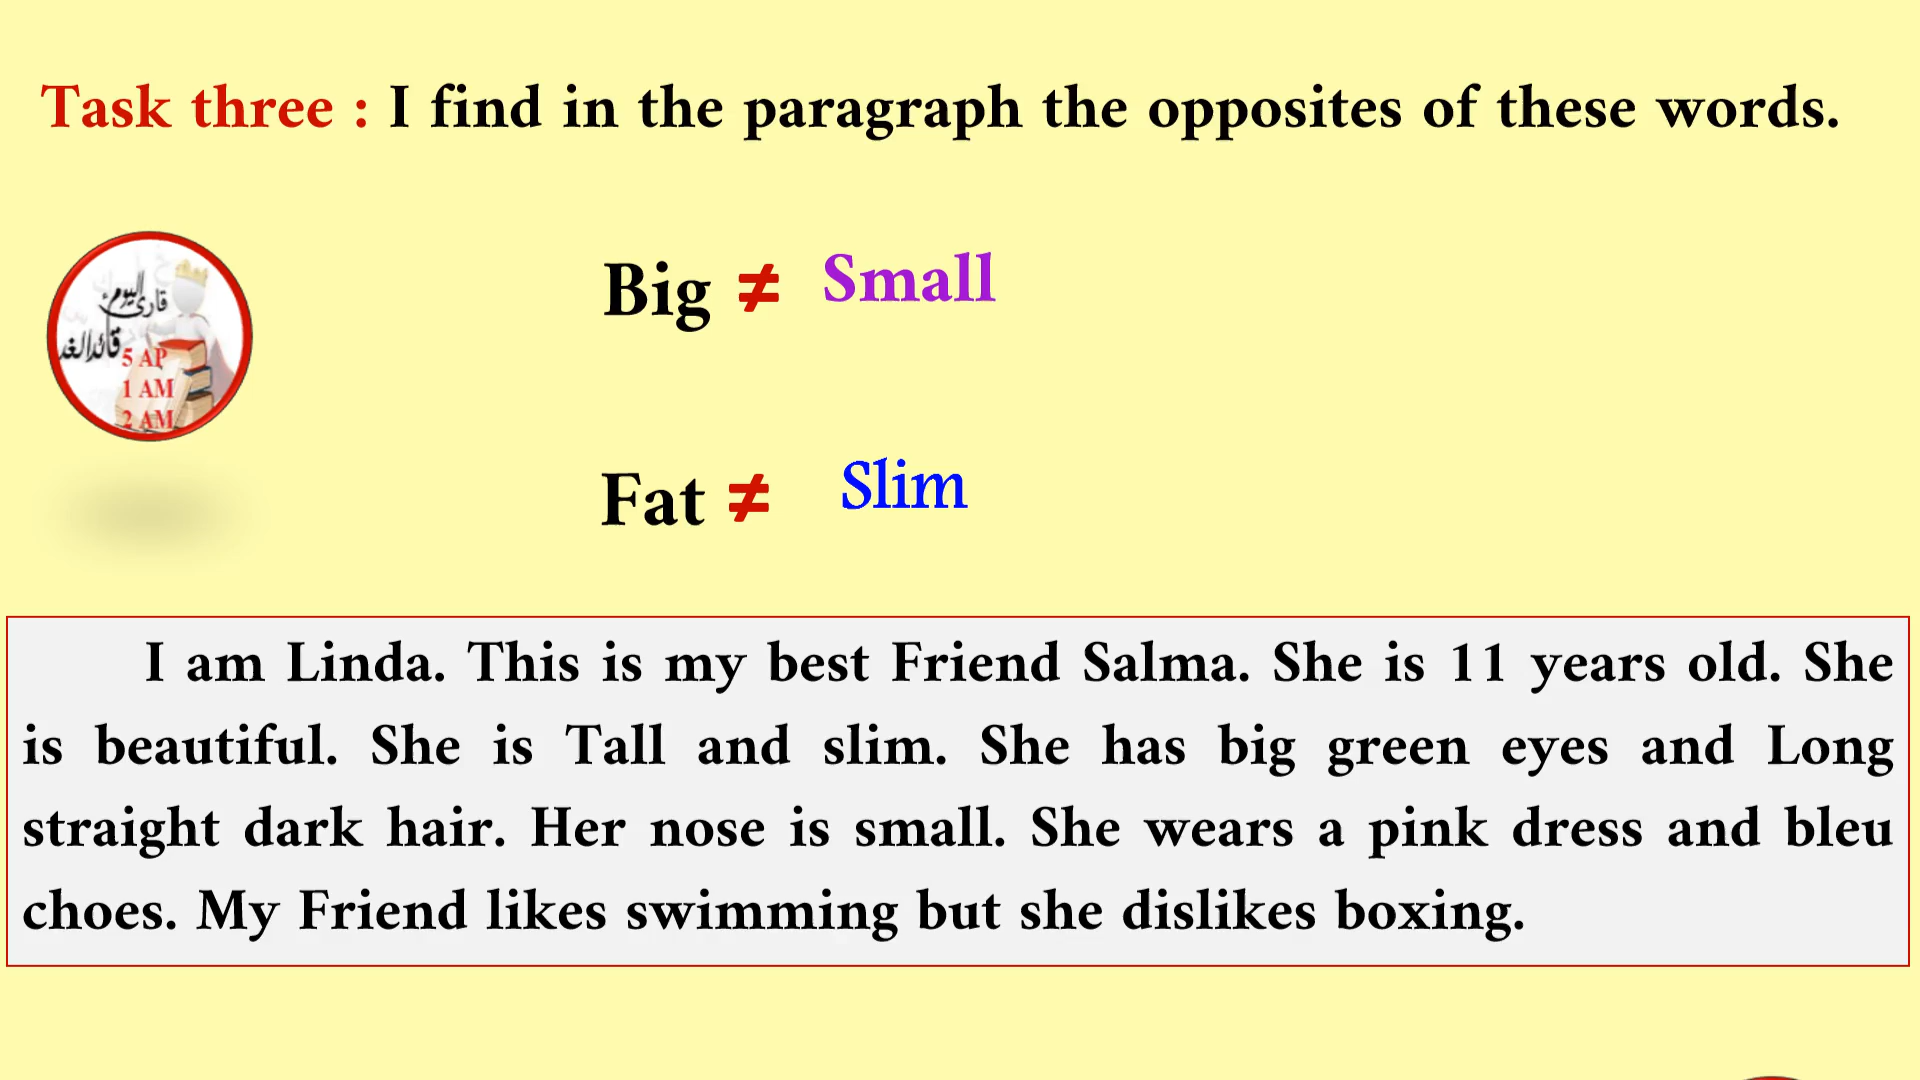 Task three : I find in the paragraph the opposites of these words.
Big ≠ Small
قارئ اليوم
قائد الغد
5 AP
1 AM
2 AM
Fat ≠ Slim
I am Linda. This is my best Friend Salma. She is 11 years old. She
is beautiful. She is Tall and slim. She has big green eyes and Long
straight dark hair. Her nose is small. She wears a pink dress and bleu
choes. My Friend likes swimming but she dislikes boxing.